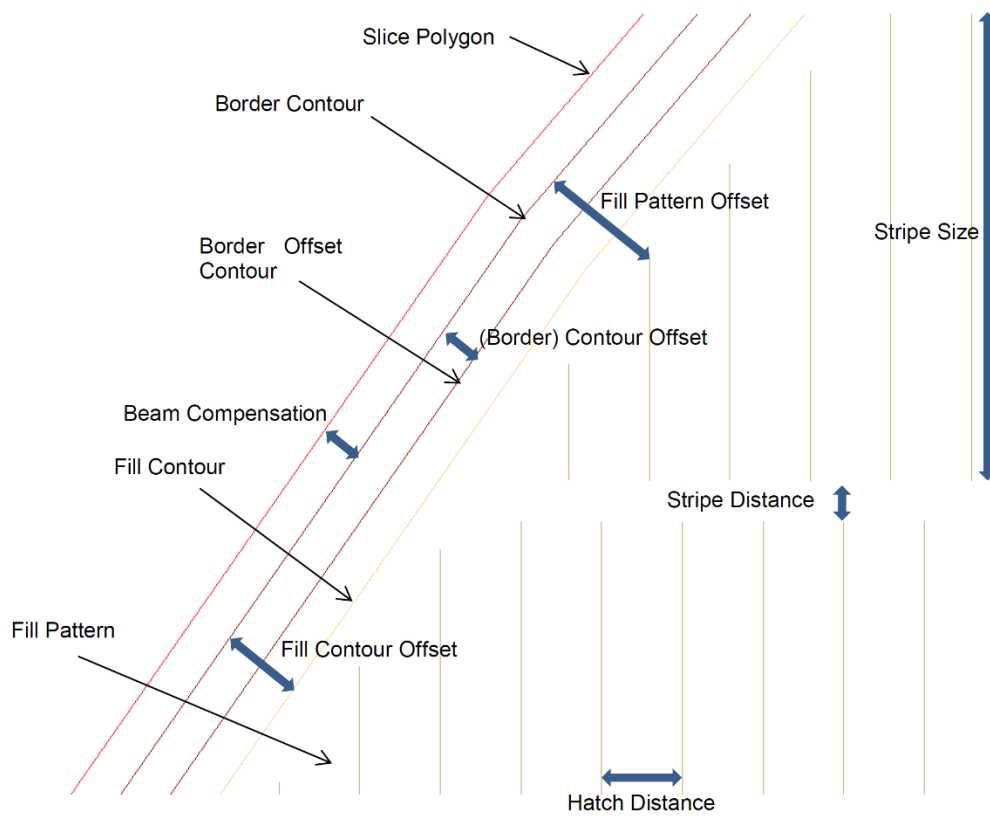 Slice Polygon
Border Contour
Fill Pattern Offset
Stripe Size
Border Offset
Contour
(Border) Contour Offset
Beam Compensation
Fill Contour
Stripe Distance
Fill Pattern
Fill Contour Offset
Hatch Distance